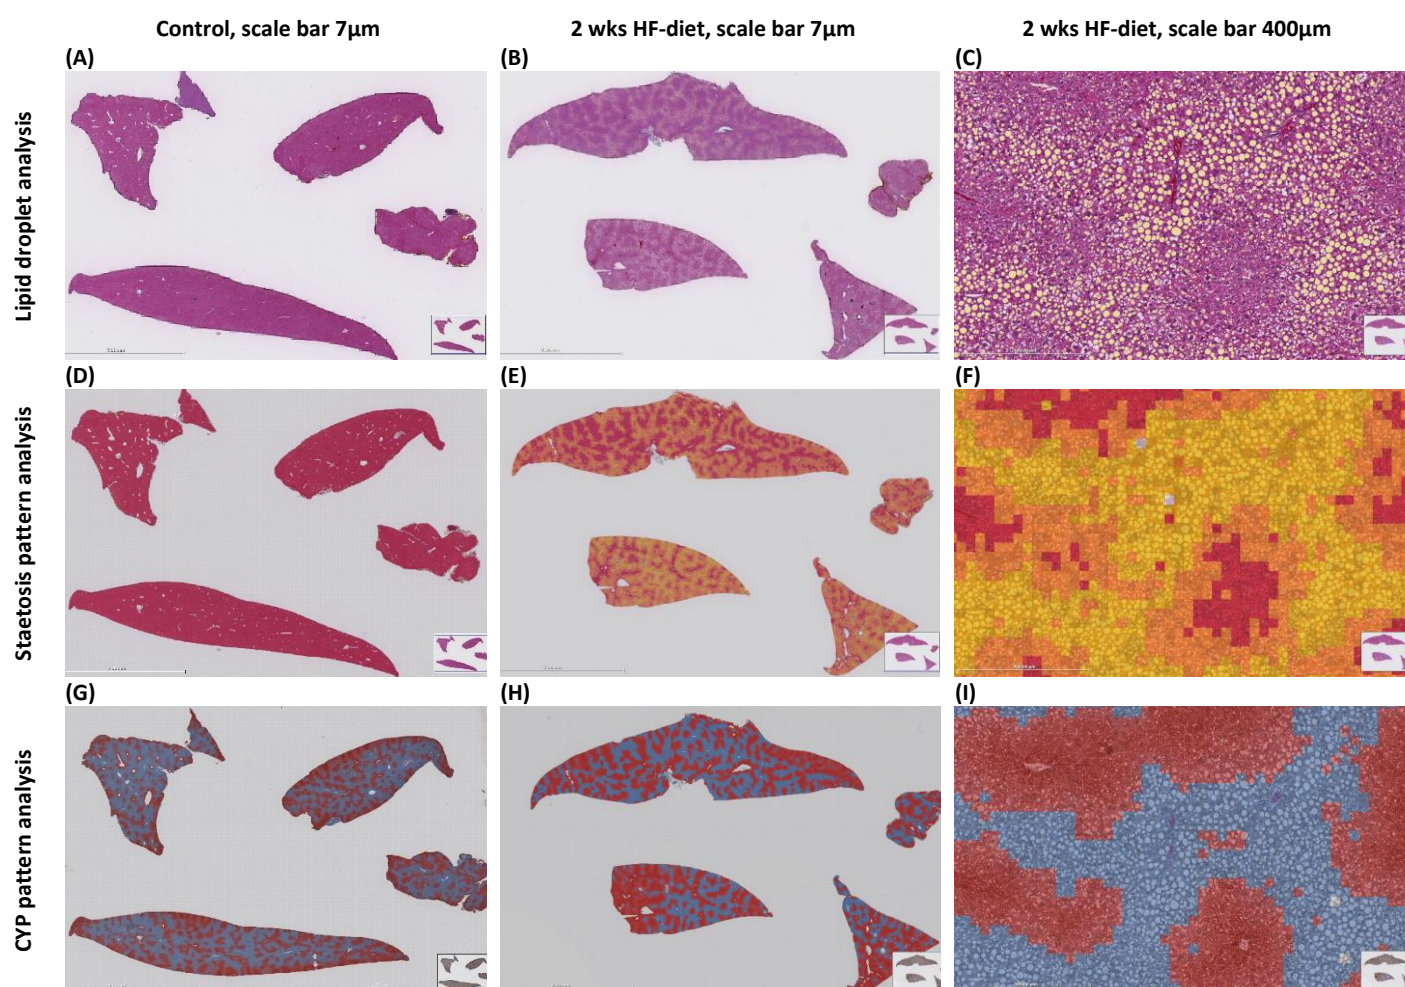 Control, scale bar 7µm
2 wks HF-diet, scale bar 7µm
2 wks HF-diet, scale bar 400µm
(A)
(B)
(C)
Lipid droplet analysis
(D)
(E)
(F)
Staetosis pattern analysis
(G)
(H)
(I)
CYP pattern analysis